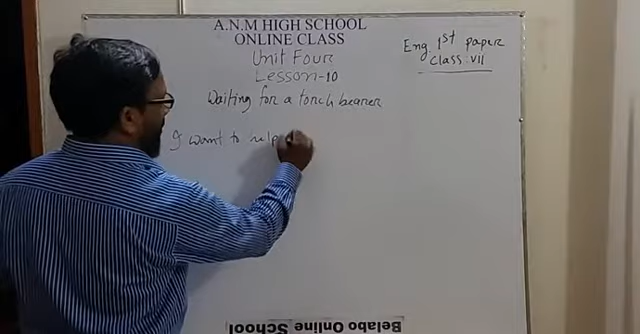 A.N.M HIGH SCHOOL
ONLINE CLASS
Unit Four
Lesson-10
Waiting for a torch bearer
Eng 1st paper
Class: VII
I want to help
Belabo Online School